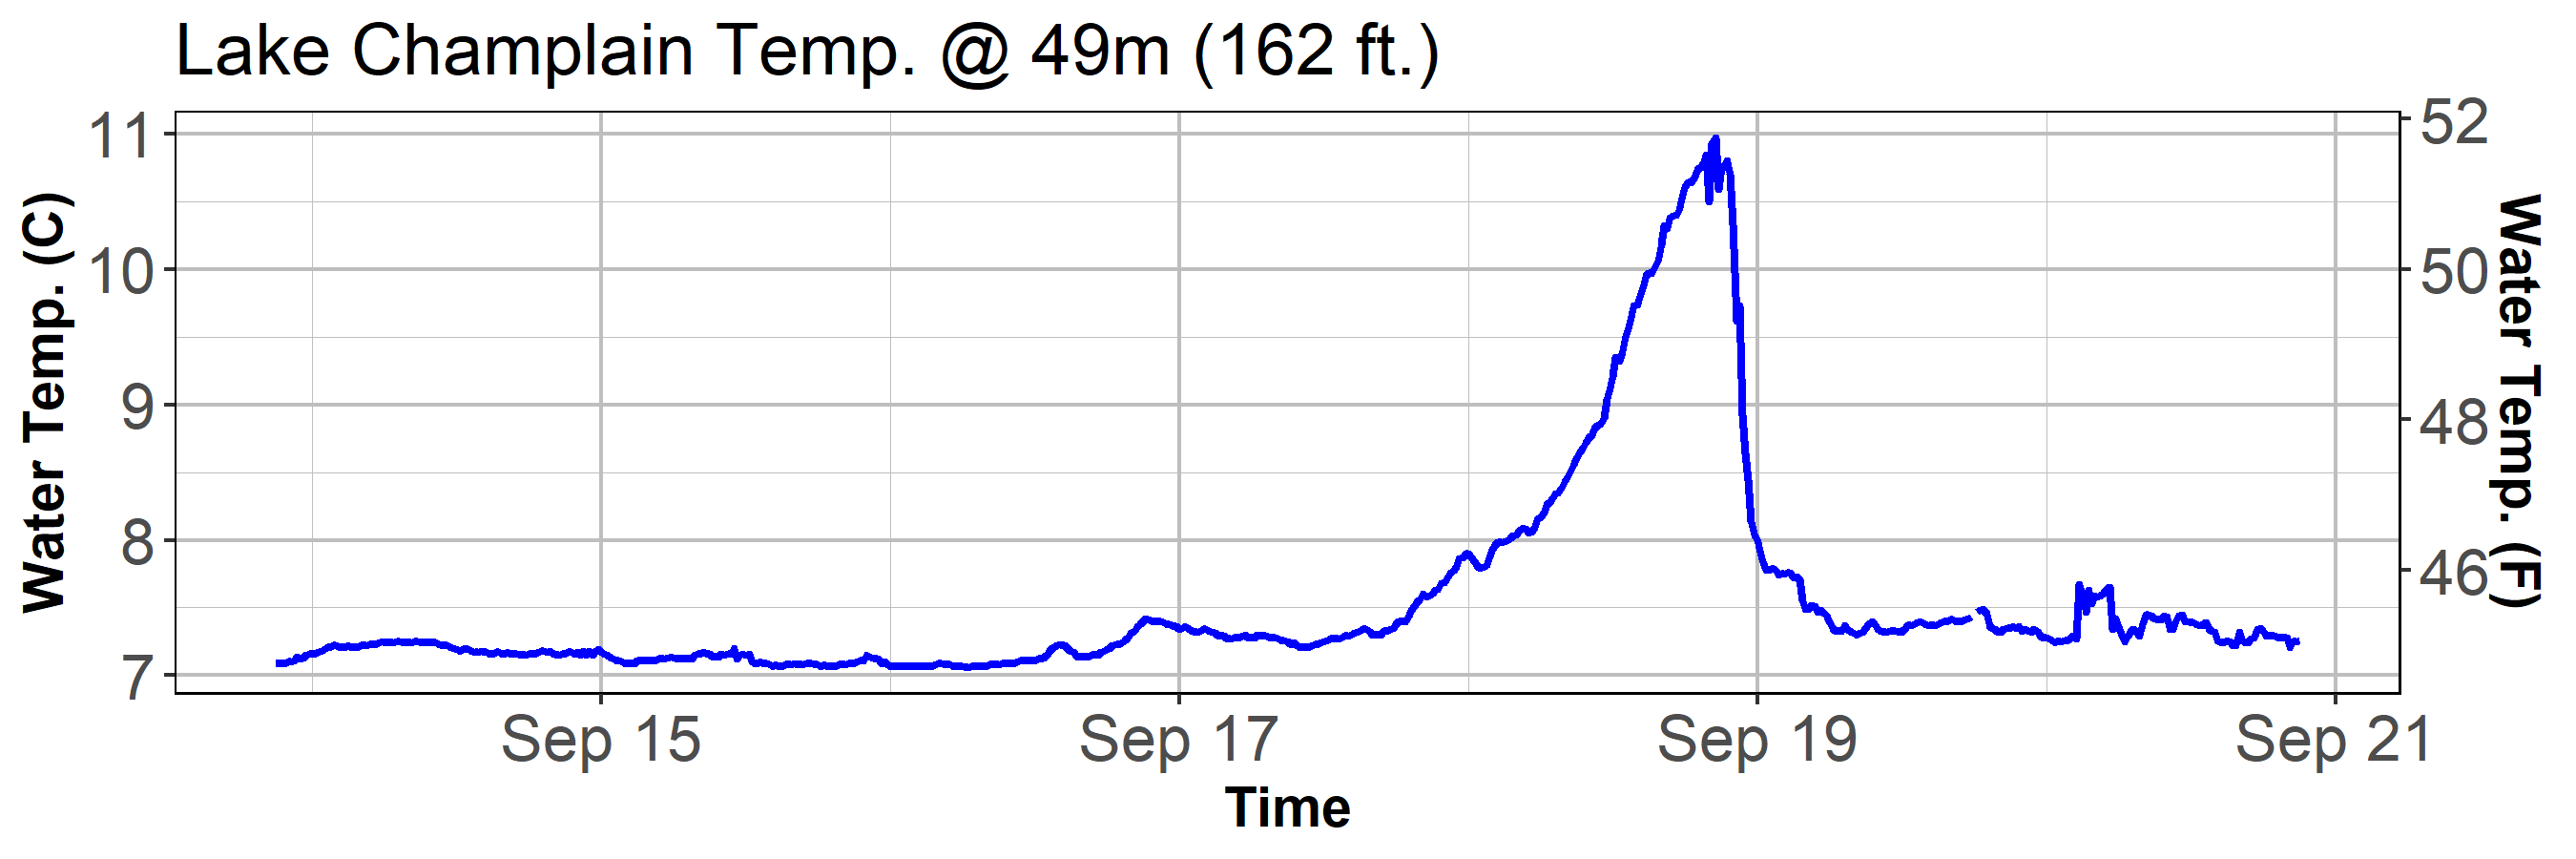 Lake Champlain Temp. @ 49m (162 ft.)
Water Temp. (C)
11
10
9
8
7
52
50
48
46
Water Temp. (F)
Sep 15
Sep 17
Sep 19
Sep 21
Time